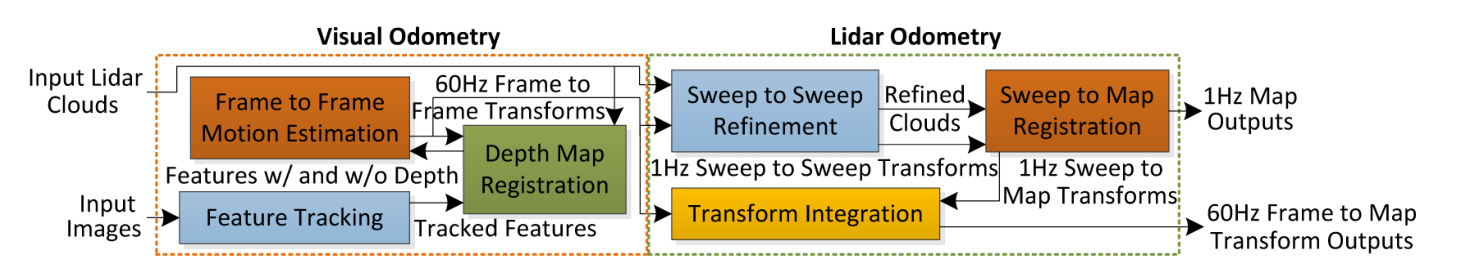 Visual Odometry
Lidar Odometry
Input Lidar
Clouds
Frame to Frame
Motion Estimation
60Hz Frame to
Frame Transforms
Depth Map
Registration
Features w/ and w/o Depth
Input
Images
Feature Tracking
Tracked Features
Sweep to Sweep
Refinement
Refined
Clouds
Sweep to Map
Registration
1Hz Map
Outputs
1Hz Sweep to Sweep Transforms
1Hz Sweep to
Map Transforms
Transform Integration
60Hz Frame to Map
Transform Outputs